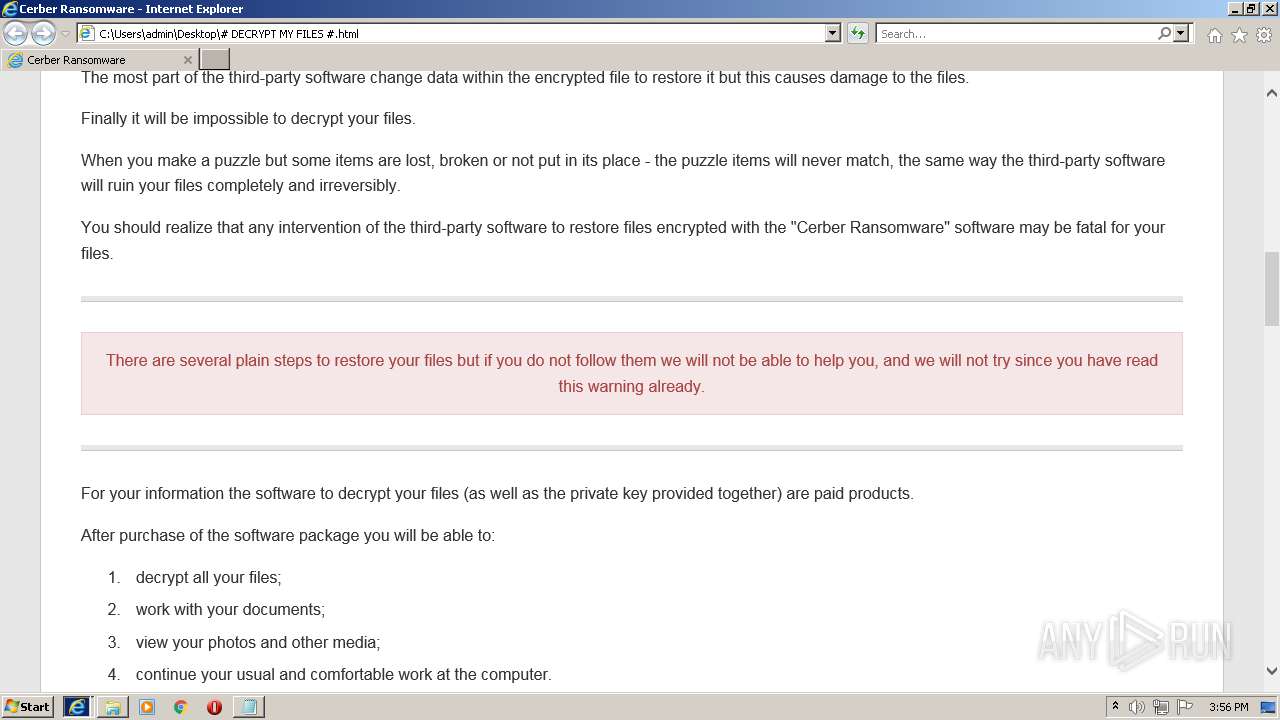 Cerber Ransomware - Internet Explorer
C:\Users\admin\Desktop\# DECRYPT MY FILES #.html
Search...
Cerber Ransomware
The most part of the third-party software change data within the encrypted file to restore it but this causes damage to the files.
Finally it will be impossible to decrypt your files.
When you make a puzzle but some items are lost, broken or not put in its place - the puzzle items will never match, the same way the third-party software
will ruin your files completely and irreversibly.
You should realize that any intervention of the third-party software to restore files encrypted with the "Cerber Ransomware" software may be fatal for your
files.
There are several plain steps to restore your files but if you do not follow them we will not be able to help you, and we will not try since you have read
this warning already.
For your information the software to decrypt your files (as well as the private key provided together) are paid products.
After purchase of the software package you will be able to:
1. decrypt all your files;
2. work with your documents;
3. view your photos and other media;
4. continue your usual and comfortable work at the computer.
ANY RUN
Start
3:56 PM